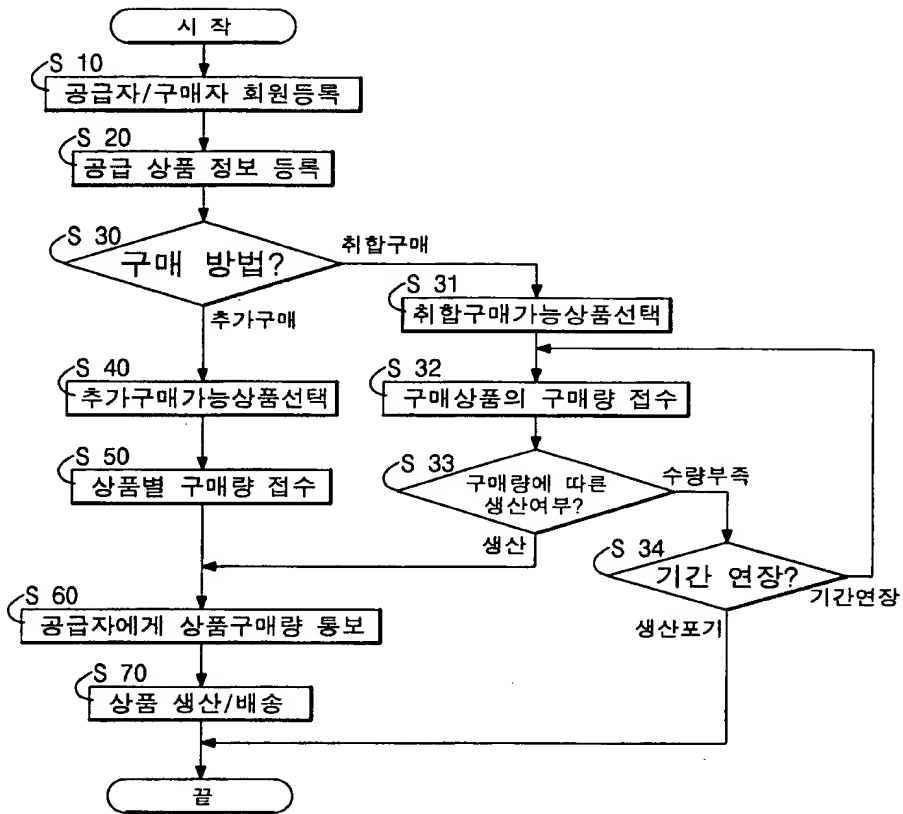 시 작
S 10
공급자/구매자 회원등록
S 20
공급 상품 정보 등록
S 30
구매 방법?
취합구매
추가구매
S 31
취합구매가능상품선택
S 40
추가구매가능상품선택
S 32
구매상품의 구매량 접수
S 50
상품별 구매량 접수
S 33
구매량에 따른
생산여부?
수량부족
생산
S 34
기간 연장?
기간연장
생산포기
S 60
공급자에게 상품구매량 통보
S 70
상품 생산/배송
끝